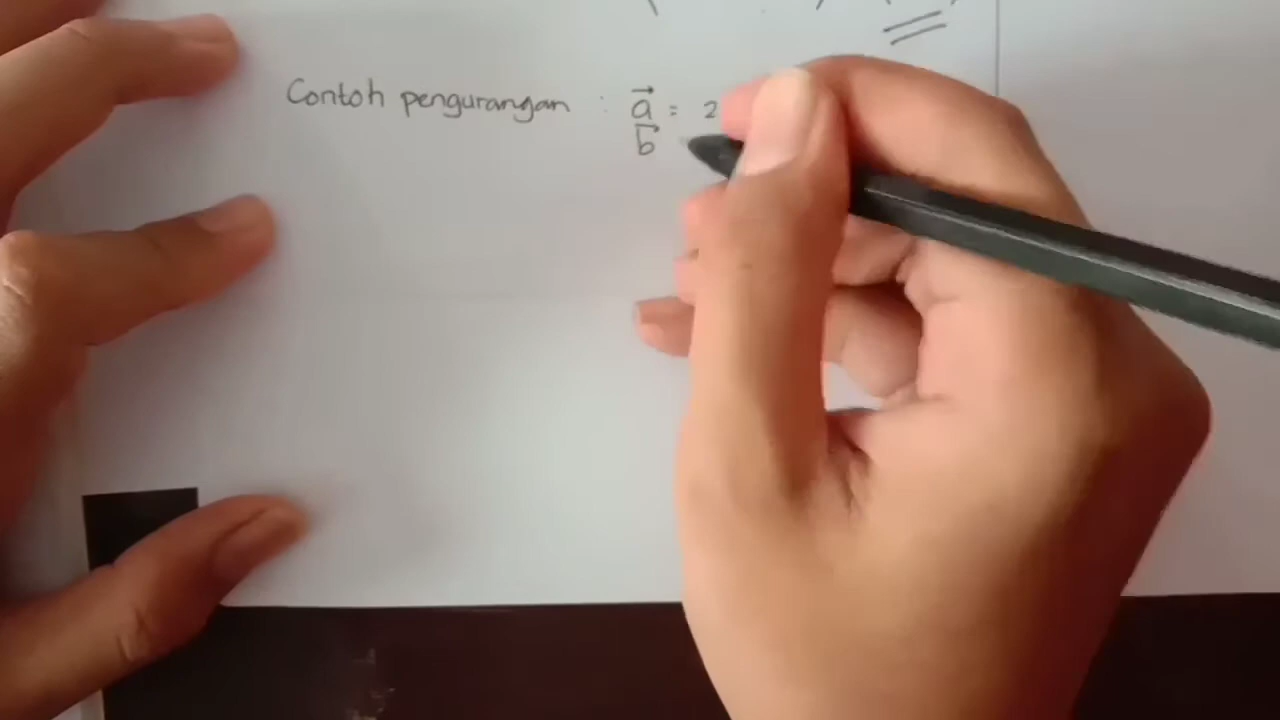 Contoh pengurangan : a⃗ = 2
b⃗